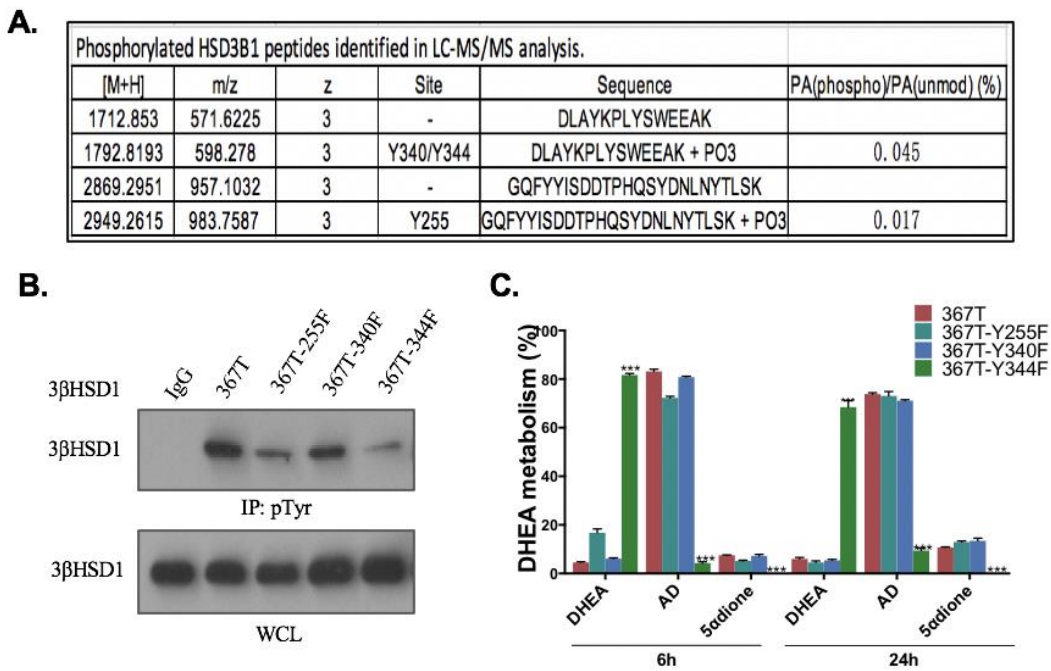 A.
Phosphorylated HSD3B1 peptides identified in LC-MS/MS analysis.
[M+H] m/z z Site Sequence PA(phospho)/PA(unmod) (%)
1712.853 571.6225 3 - DLAYKPLYSWEEAK
1792.8193 598.278 3 Y340/Y344 DLAYKPLYSWEEAK + PO3 0.045
2869.2951 957.1032 3 - GQFYYISDDTPHQSYDNLNYTLSK
2949.2615 983.7587 3 Y255 GQFYYISDDTPHQSYDNLNYTLSK + PO3 0.017
B.
3βHSD1 IgG 367T 367T-255F 367T-340F 367T-344F
3βHSD1
IP: pTyr
3βHSD1
WCL
C.
367T
367T-Y255F
367T-Y340F
367T-Y344F
DHEA metabolism (%)
100
80
60
40
20
0
*** *** *** *** *** ***
DHEA AD 5αdione DHEA AD 5αdione
6h 24h